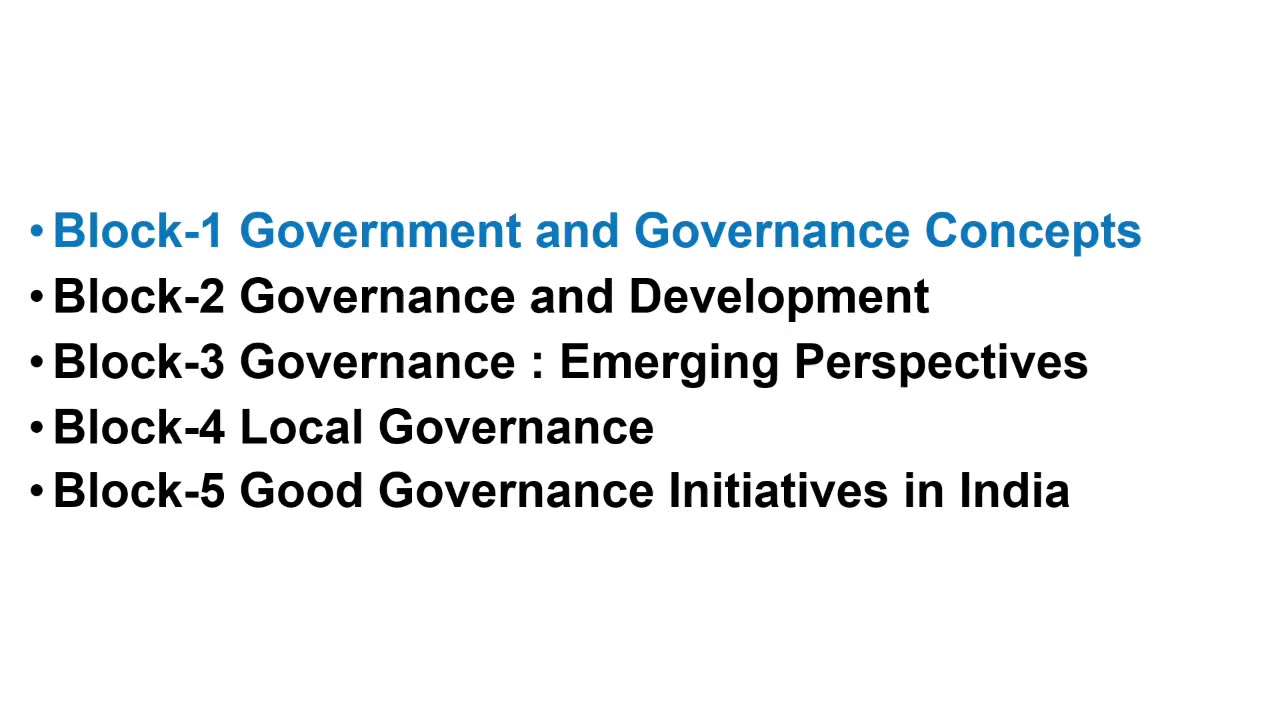 • Block-1 Government and Governance Concepts
• Block-2 Governance and Development
• Block-3 Governance : Emerging Perspectives
• Block-4 Local Governance
• Block-5 Good Governance Initiatives in India